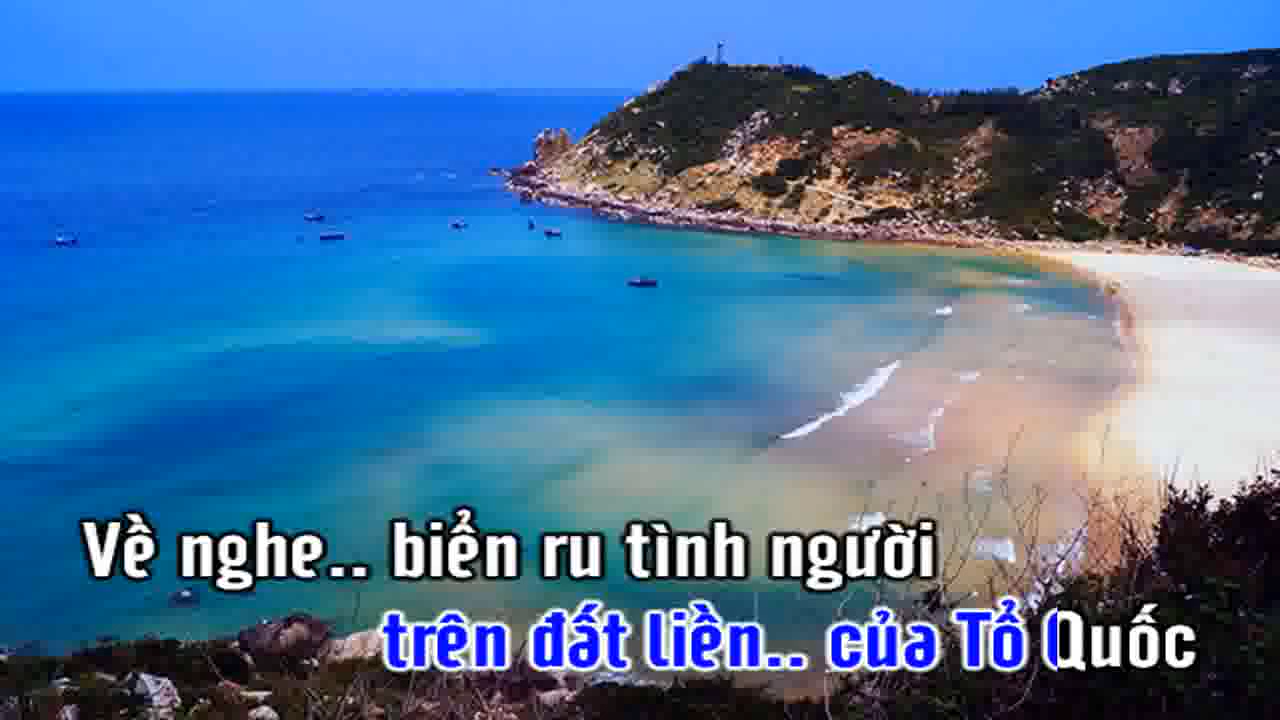 Về nghe.. biển ru tình người
trên đất liền.. của Tổ Quốc